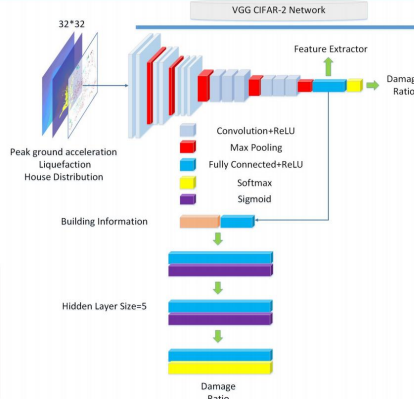 VGG CIFAR-2 Network
32*32
Feature Extractor
Damage
Ratio
Peak ground acceleration
Liquefaction
House Distribution
Convolution+ReLU
Max Pooling
Fully Connected+ReLU
Softmax
Sigmoid
Building Information
Hidden Layer Size=5
Damage
Ratio